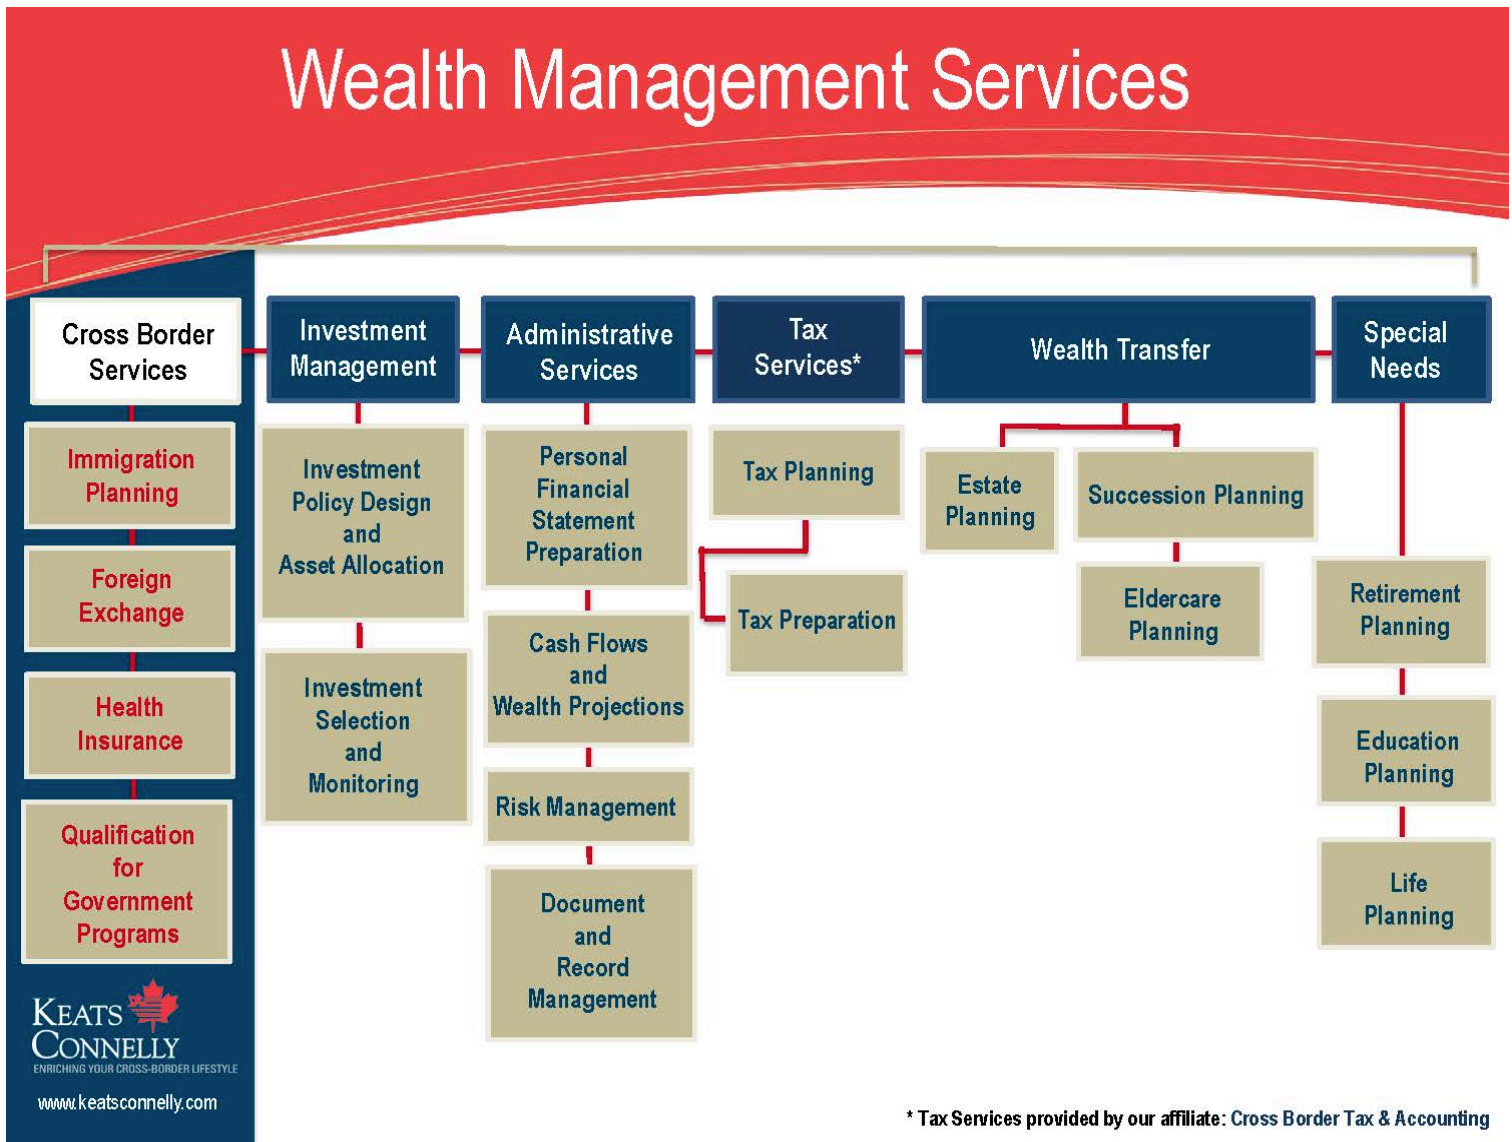 Wealth Management Services
Cross Border
Services
Immigration
Planning
Foreign
Exchange
Health
Insurance
Qualification
for
Government
Programs
Investment
Management
Investment
Policy Design
and
Asset Allocation
Investment
Selection
and
Monitoring
Administrative
Services
Personal
Financial
Statement
Preparation
Cash Flows
and
Wealth Projections
Risk Management
Document
and
Record
Management
Tax
Services*
Tax Planning
Tax Preparation
Wealth Transfer
Estate
Planning
Succession Planning
Eldercare
Planning
Special
Needs
Retirement
Planning
Education
Planning
Life
Planning
KEATS
CONNELLY
ENRICHING YOUR CROSS-BORDER LIFESTYLE
www.keatsconnelly.com
* Tax Services provided by our affiliate: Cross Border Tax & Accounting